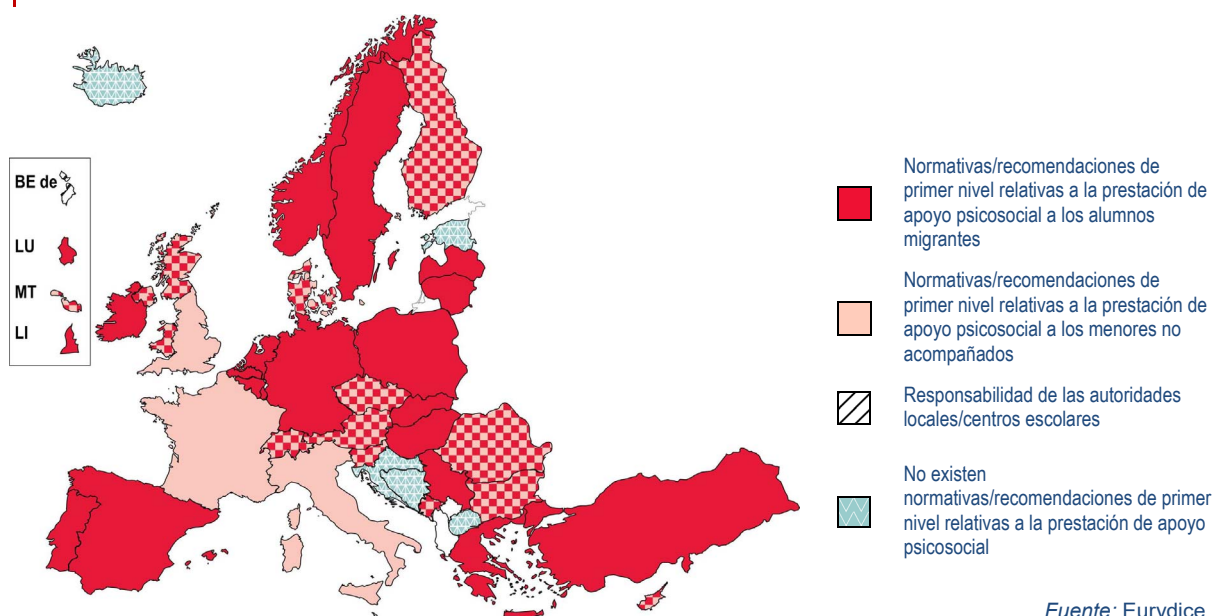 BE de
LU
MT
LI
Normativas/recomendaciones de
primer nivel relativas a la prestación de
apoyo psicosocial a los alumnos
migrantes
Normativas/recomendaciones de
primer nivel relativas a la prestación de
apoyo psicosocial a los menores no
acompañados
Responsabilidad de las autoridades
locales/centros escolares
No existen
normativas/recomendaciones de primer
nivel relativas a la prestación de apoyo
psicosocial
Fuente: Eurydice